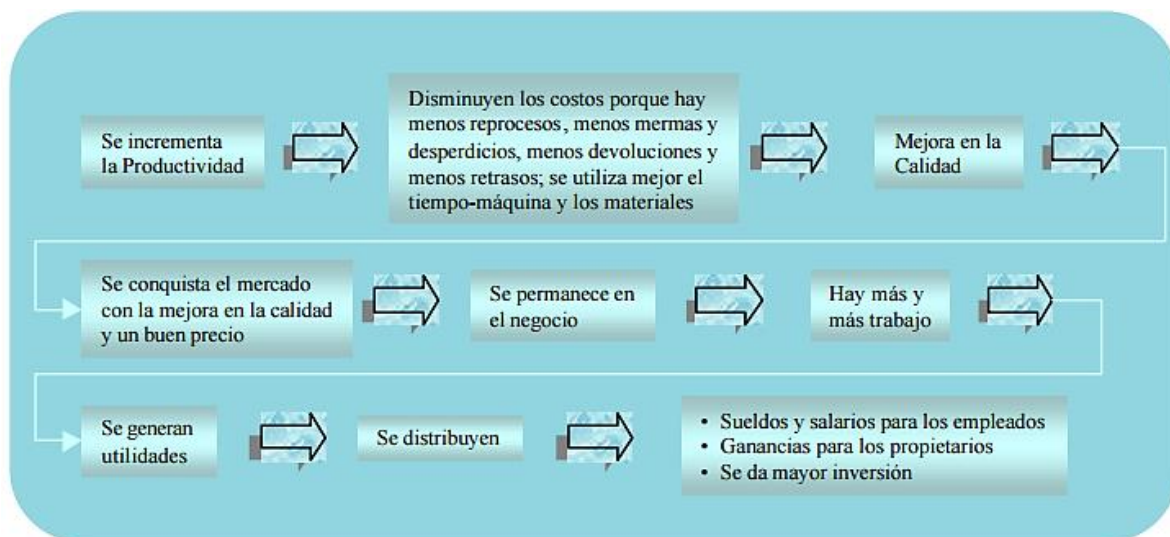 Se incrementa
la Productividad
Disminuyen los costos porque hay
menos reprocesos, menos mermas y
desperdicios, menos devoluciones y
menos retrasos; se utiliza mejor el
tiempo-máquina y los materiales
Mejora en la
Calidad
Se conquista el mercado
con la mejora en la calidad
y un buen precio
Se permanece en
el negocio
Hay más y
más trabajo
Se generan
utilidades
Se distribuyen
• Sueldos y salarios para los empleados
• Ganancias para los propietarios
• Se da mayor inversión